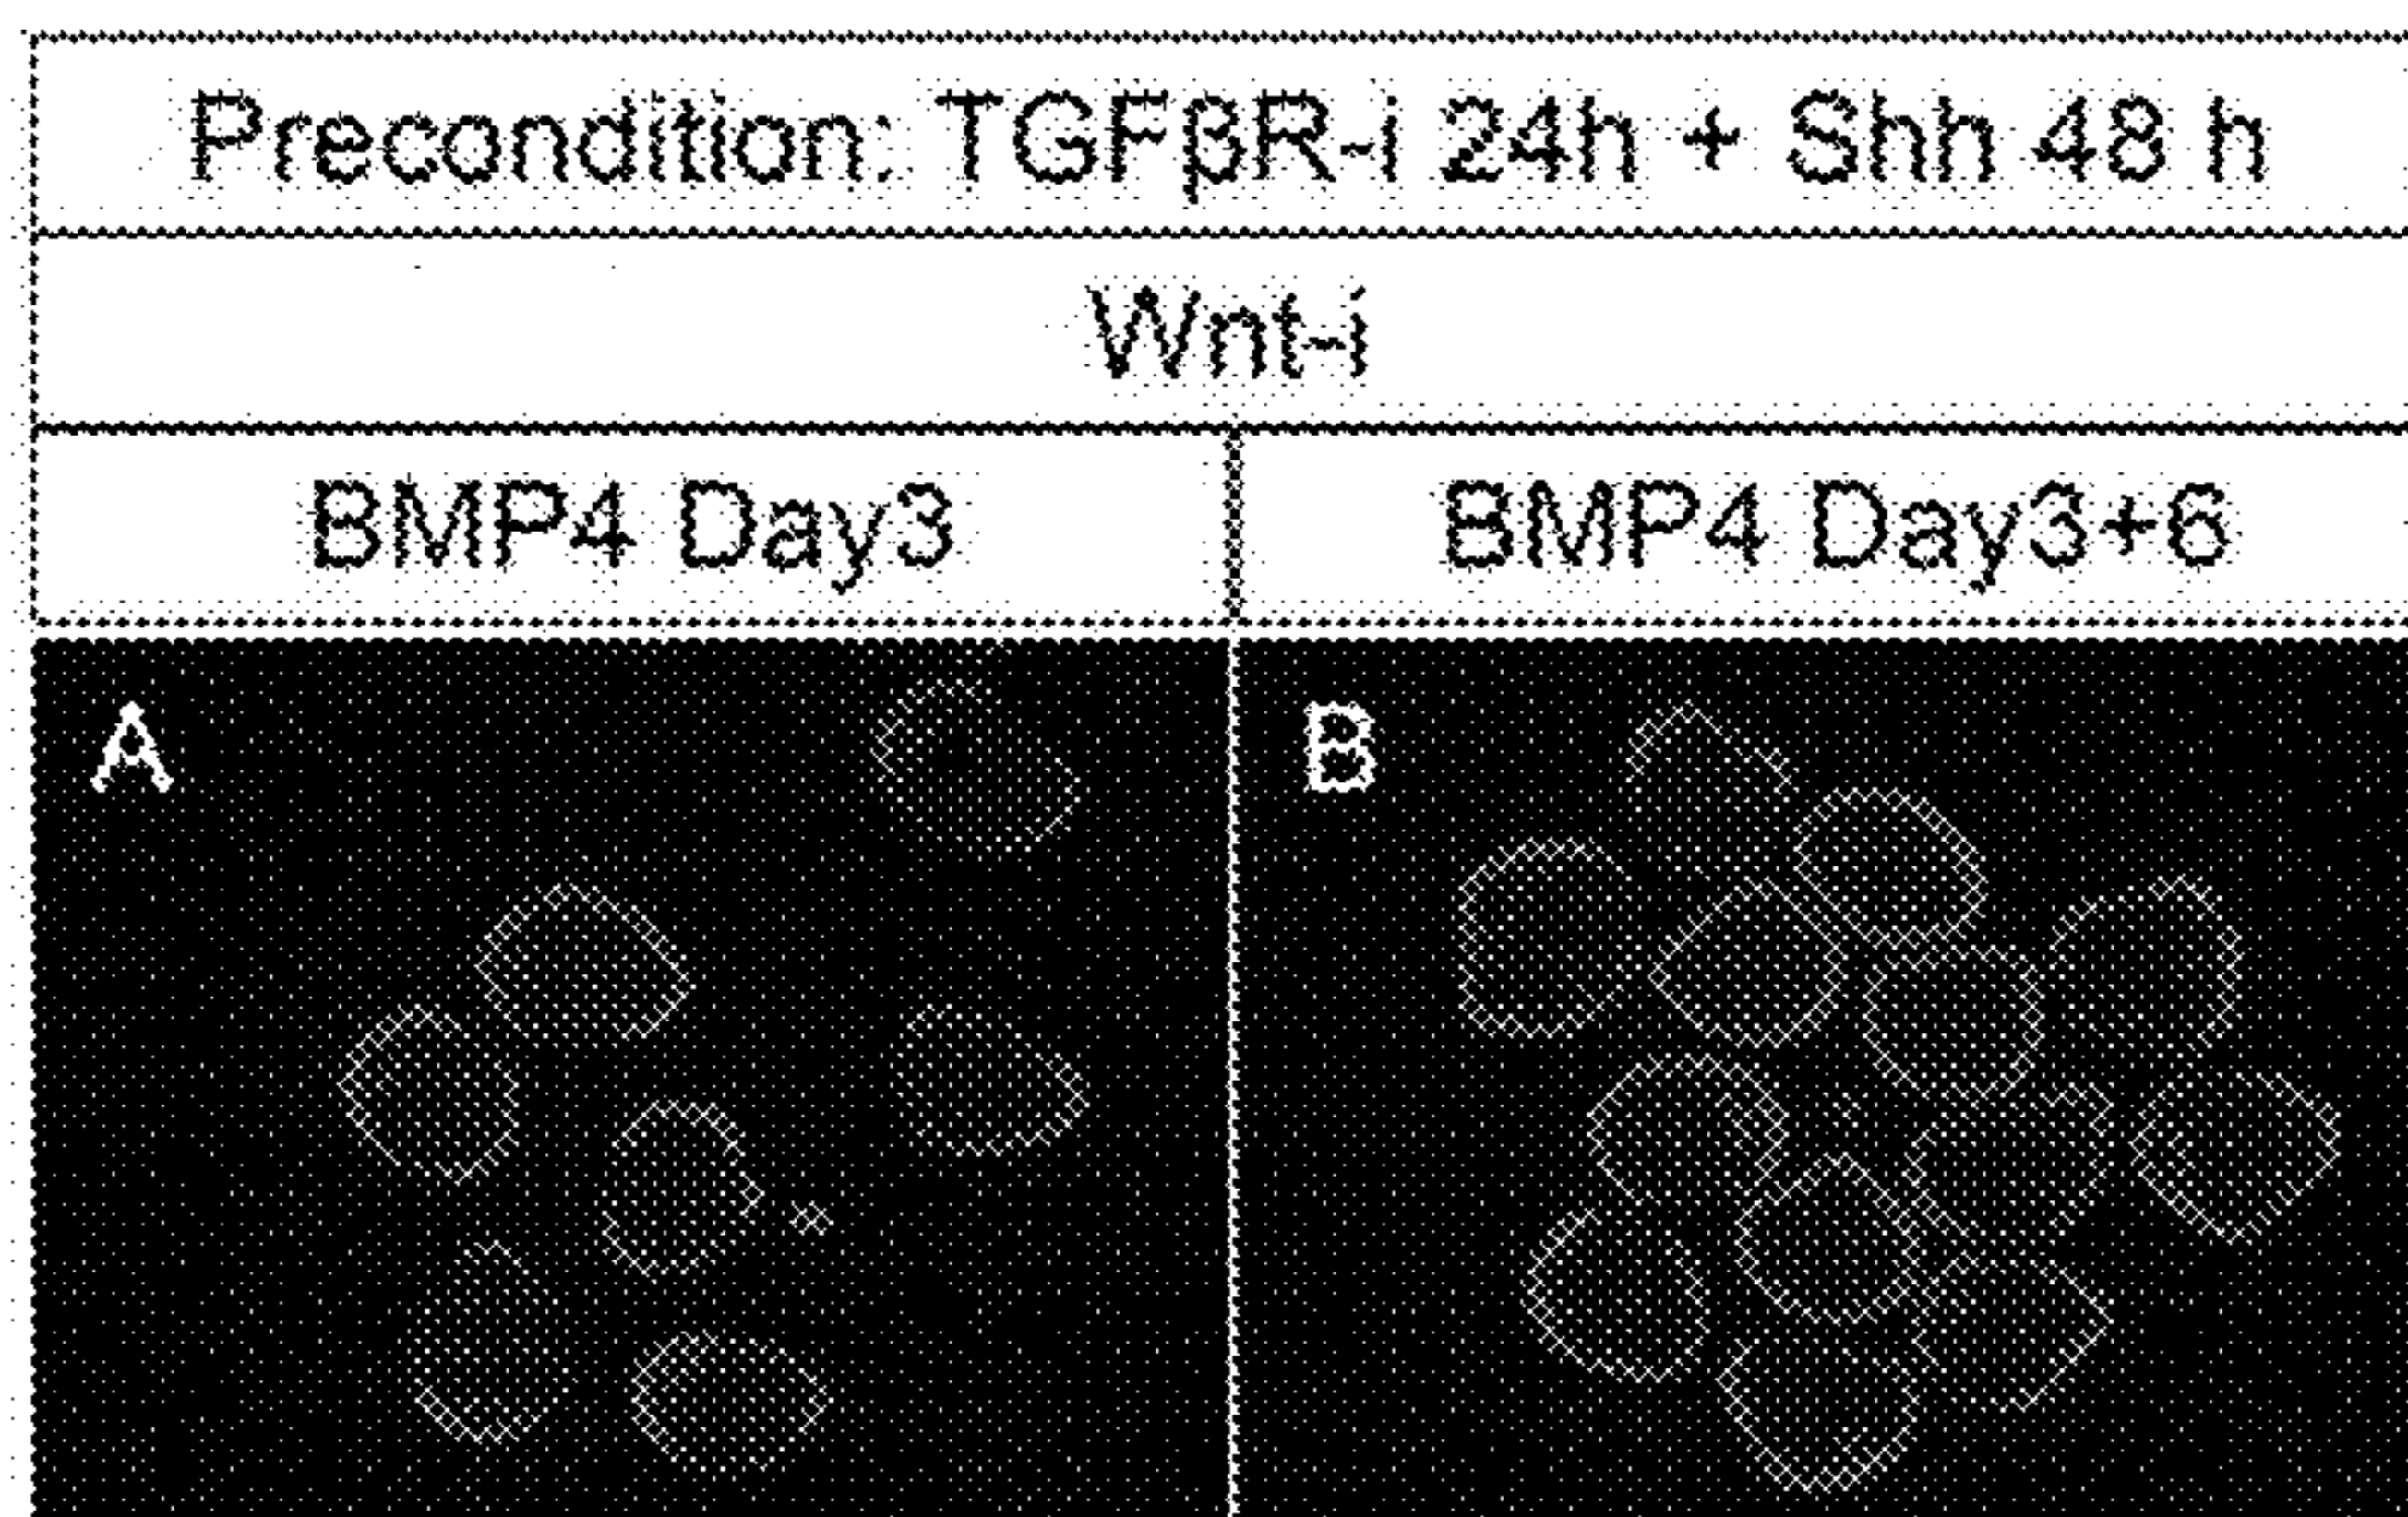 Precondition: TGFβR-i 24h + Shh 48 h
Wnt-i
BMP4 Day3
BMP4 Day3+6
A
B